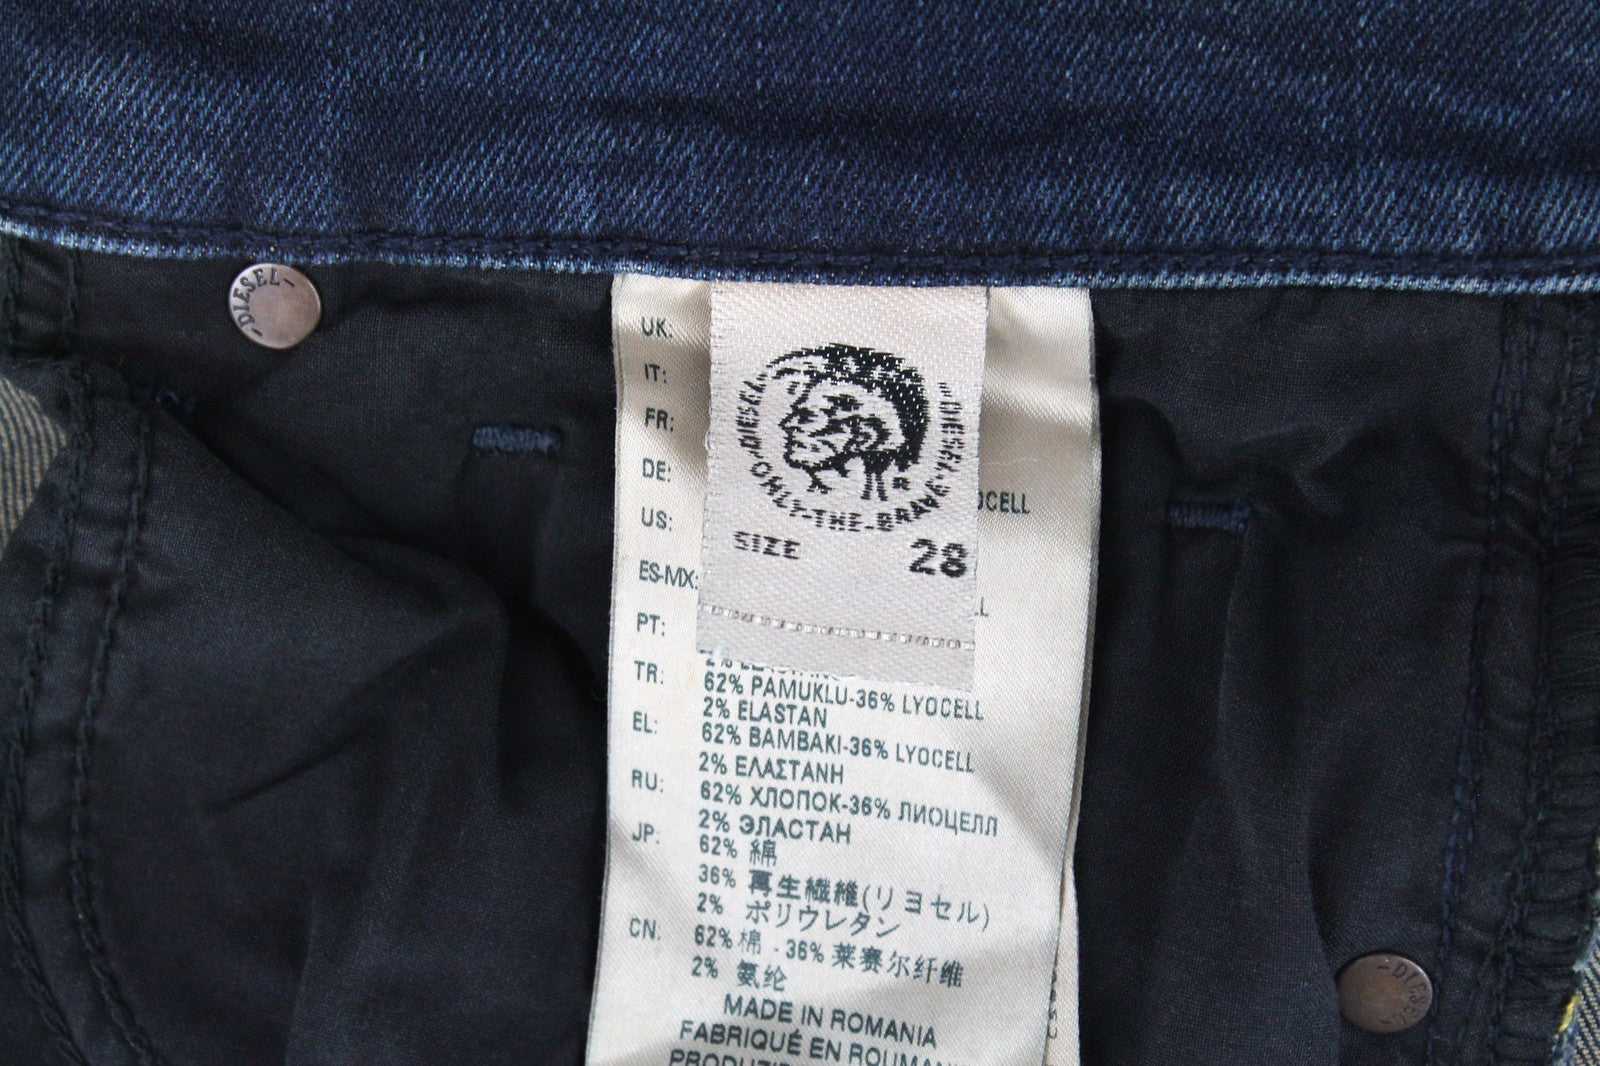 -DIESEL-
"DIESEL"
ONLY-THE-BRAVE
SIZE 28
UK:
IT:
FR:
DE:
US:
ES-MX:
PT:
TR: 62% PAMUKLU-36% LYOCELL
2% ELASTAN
EL: 62% BAMBAKI-36% LYOCELL
2% ΕΛΑΣΤΑΝΗ
RU: 62% ХЛОПОК-36% ЛИОЦЕЛЛ
2% ЭЛАСТАН
JP: 62% 綿
36% 再生繊維(リヨセル)
2% ポリウレタン
CN: 62% 棉 - 36% 莱赛尔纤维
2% 氨纶
MADE IN ROMANIA
FABRIQUÉ EN ROUMAN
-DIESEL-